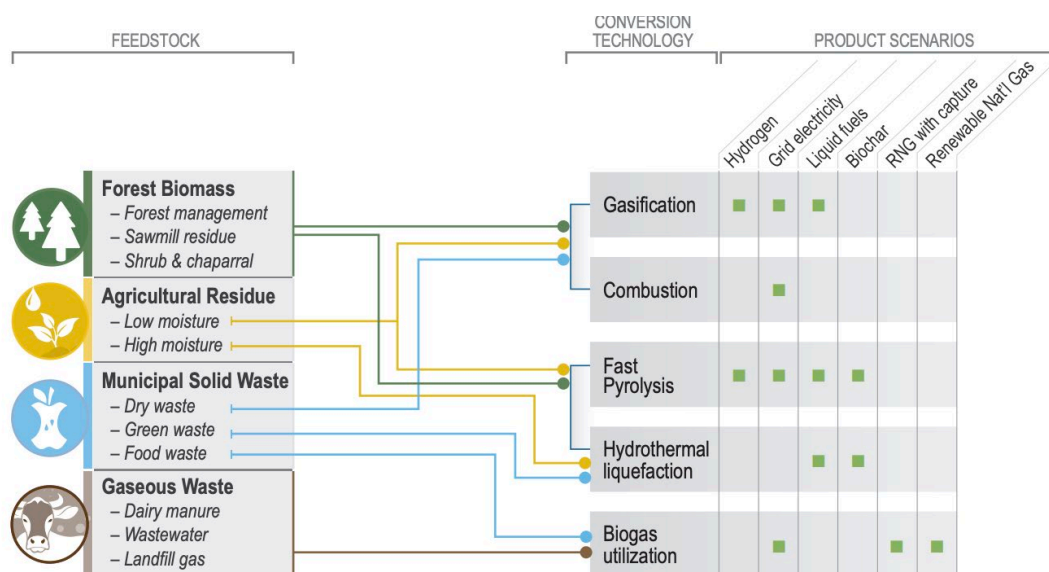 FEEDSTOCK
CONVERSION
TECHNOLOGY
PRODUCT SCENARIOS
Hydrogen
Grid electricity
Liquid fuels
Biochar
RNG with capture
Renewable Nat'l Gas
Forest Biomass
– Forest management
– Sawmill residue
– Shrub & chaparral
Agricultural Residue
– Low moisture
– High moisture
Municipal Solid Waste
– Dry waste
– Green waste
– Food waste
Gaseous Waste
– Dairy manure
– Wastewater
– Landfill gas
Gasification
Combustion
Fast
Pyrolysis
Hydrothermal
liquefaction
Biogas
utilization